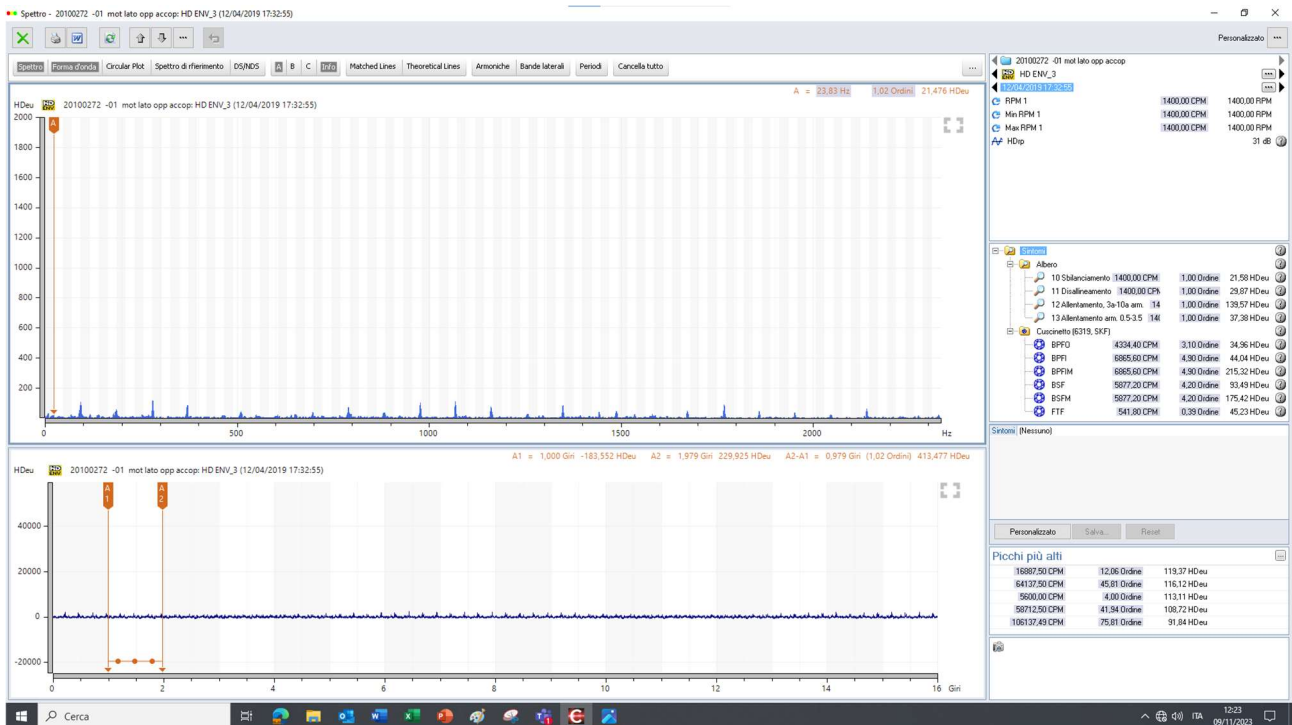 Spettro - 20100272 -01 mot lato opp accop: HD ENV_3 (12/04/2019 17:32:55)
Personalizzato
Spettro Forma d'onda Circular Plot Spettro di rfierimento DS/NDS A B C Info Matched Lines Theoretical Lines Armoniche Bande laterali Periodi Cancella tutto ...
A = 23,83 Hz 1,02 Ordini 21,476 HDeu
HDeu HD ENV 20100272 -01 mot lato opp accop: HD ENV_3 (12/04/2019 17:32:55)
2000
A
1800
1600
1400
1200
1000
800
600
400
200
0 500 1000 1500 2000 Hz
A1 = 1,000 Giri -183,552 HDeu A2 = 1,979 Giri 229,925 HDeu A2-A1 = 0,979 Giri (1,02 Ordini) 413,477 HDeu
HDeu HD ENV 20100272 -01 mot lato opp accop: HD ENV_3 (12/04/2019 17:32:55)
A 1 A 2
40000
20000
0
-20000
0 2 4 6 8 10 12 14 16 Giri
20100272 -01 mot lato opp accop
HD ENV_3
12/04/2019 17:32:55
RPM 1 1400,00 CPM 1400,00 RPM
Min RPM 1 1400,00 CPM 1400,00 RPM
Max RPM 1 1400,00 CPM 1400,00 RPM
HDrp 31 dB
Sintomi
Albero
10 Sbilanciamento 1400,00 CPM 1,00 Ordine 21,58 HDeu
11 Disallineamento 1400,00 CPM 1,00 Ordine 29,87 HDeu
12 Allentamento, 3a-10a arm. 14 1,00 Ordine 139,57 HDeu
13 Allentamento arm. 0.5-3.5 140 1,00 Ordine 37,38 HDeu
Cuscinetto (6319, SKF)
BPFO 4334,40 CPM 3,10 Ordine 34,96 HDeu
BPFI 6865,60 CPM 4,90 Ordine 44,04 HDeu
BPFIM 6865,60 CPM 4,90 Ordine 215,32 HDeu
BSF 5877,20 CPM 4,20 Ordine 93,49 HDeu
BSFM 5877,20 CPM 4,20 Ordine 175,42 HDeu
FTF 541,80 CPM 0,39 Ordine 45,23 HDeu
Sintomi (Nessuno)
Personalizzato Salva... Reset
Picchi più alti
16887,50 CPM 12,06 Ordine 119,37 HDeu
64137,50 CPM 45,81 Ordine 116,12 HDeu
5600,00 CPM 4,00 Ordine 113,11 HDeu
58712,50 CPM 41,94 Ordine 108,72 HDeu
106137,49 CPM 75,81 Ordine 91,84 HDeu
Cerca
ITA
12:23
09/11/2023